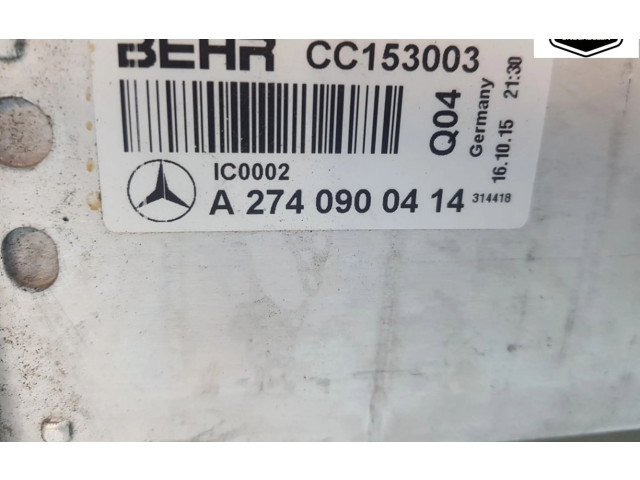 BEHR CC153003
Q04
Germany
16.10.15 21:30
IC0002
A 274 090 04 14 314418